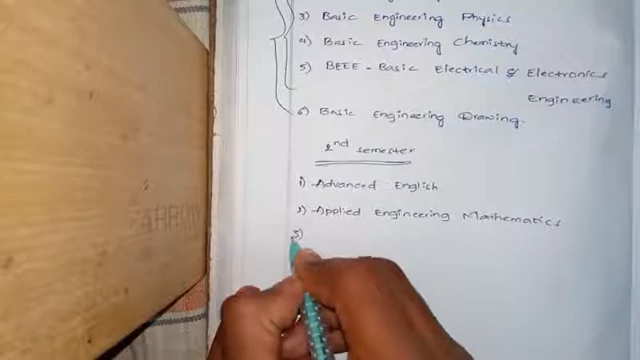 3) Basic Engineering Physics
4) Basic Engineering Chemistry
5) BEEE - Basic Electrical & Electronics
Engineering
6) Basic Engineering Drawing.
2nd semester
1) Advanced English
2) Applied Engineering Mathematics
3)